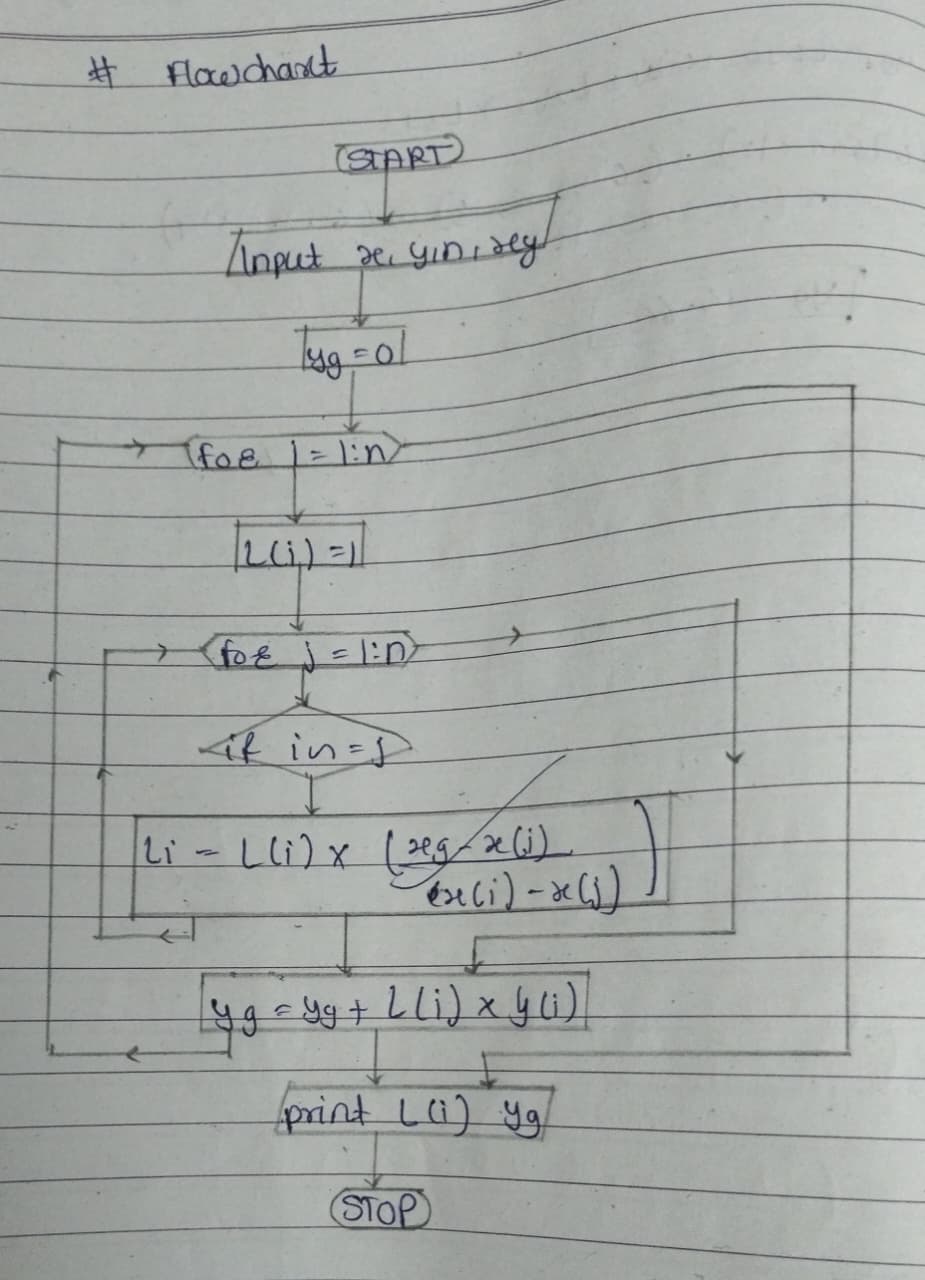 # Flowchart
START
Input x, y, n, xg
yg = 0
for i = 1:n
L(i) = 1
for j = 1:n
if i ~= j
Li = L(i) × (xg - x(j)
(x(i) - x(j))
yg = yg + L(i) × y(i)
print L(i) yg
STOP